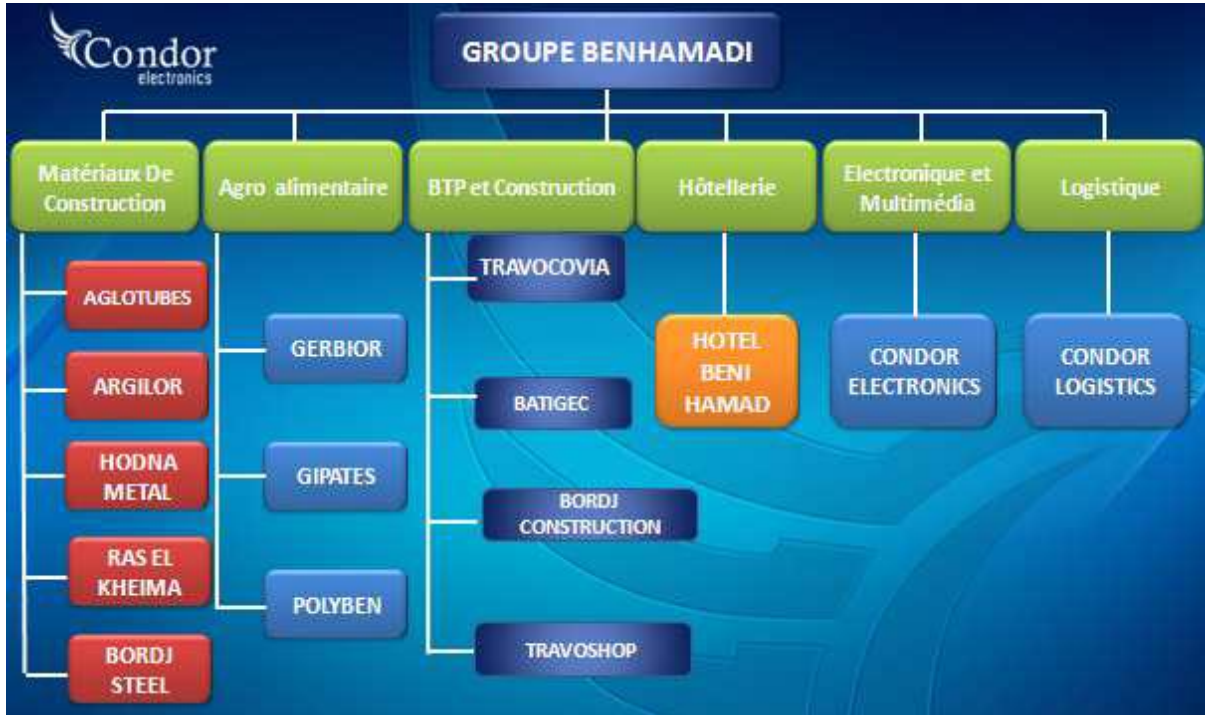 Condor
electronics
GROUPE BENHAMADI
Matériaux De
Construction
Agro alimentaire
BTP et Construction
Hôtellerie
Electronique et
Multimédia
Logistique
AGLOTUBES
ARGILOR
HODNA
METAL
RAS EL
KHEIMA
BORDJ
STEEL
GERBIOR
GIPATES
POLYBEN
TRAVOCOVIA
BATIGEC
BORDJ
CONSTRUCTION
TRAVOSHOP
HOTEL
BENI
HAMAD
CONDOR
ELECTRONICS
CONDOR
LOGISTICS